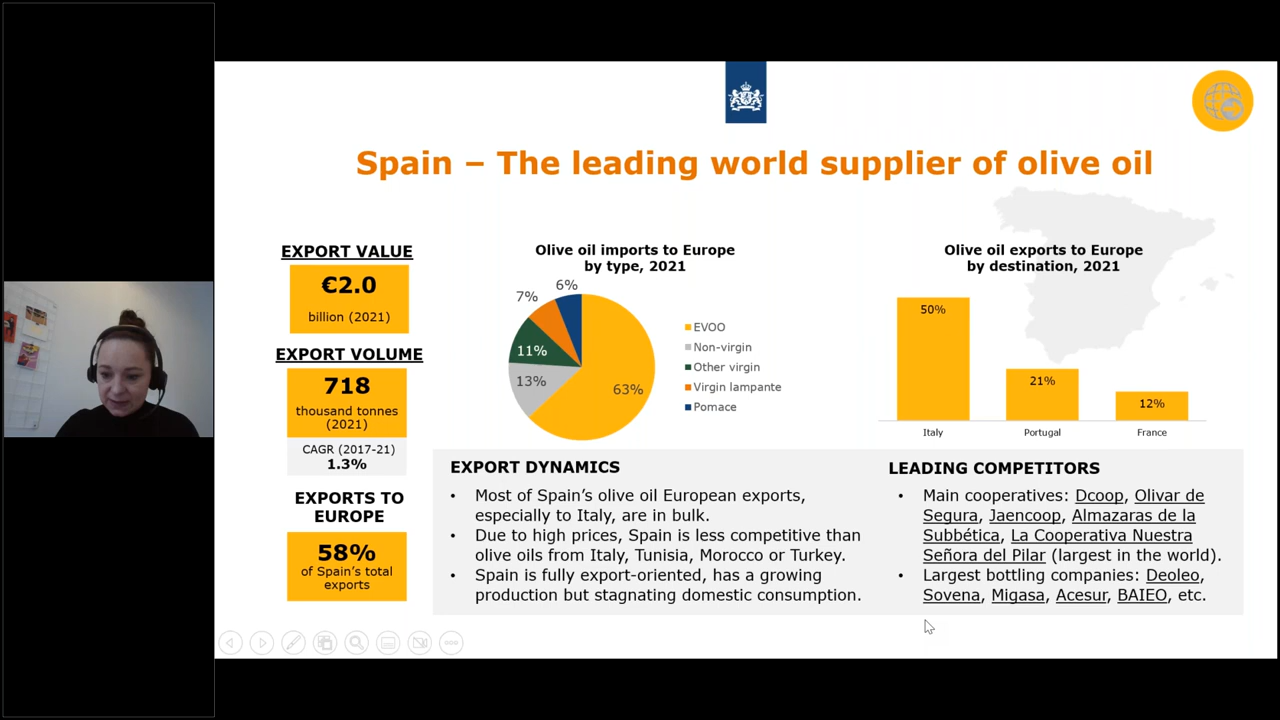 Spain – The leading world supplier of olive oil
EXPORT VALUE
€2.0
billion (2021)
EXPORT VOLUME
718
thousand tonnes
(2021)
CAGR (2017-21)
1.3%
EXPORTS TO
EUROPE
58%
of Spain's total
exports
Olive oil imports to Europe
by type, 2021
6%
7%
11%
13%
63%
EVOO
Non-virgin
Other virgin
Virgin lampante
Pomace
Olive oil exports to Europe
by destination, 2021
50%
21%
12%
Italy
Portugal
France
EXPORT DYNAMICS
• Most of Spain's olive oil European exports,
especially to Italy, are in bulk.
• Due to high prices, Spain is less competitive than
olive oils from Italy, Tunisia, Morocco or Turkey.
• Spain is fully export-oriented, has a growing
production but stagnating domestic consumption.
LEADING COMPETITORS
• Main cooperatives: Dcoop, Olivar de
Segura, Jaencoop, Almazaras de la
Subbética, La Cooperativa Nuestra
Señora del Pilar (largest in the world).
• Largest bottling companies: Deoleo,
Sovena, Migasa, Acesur, BAIEO, etc.